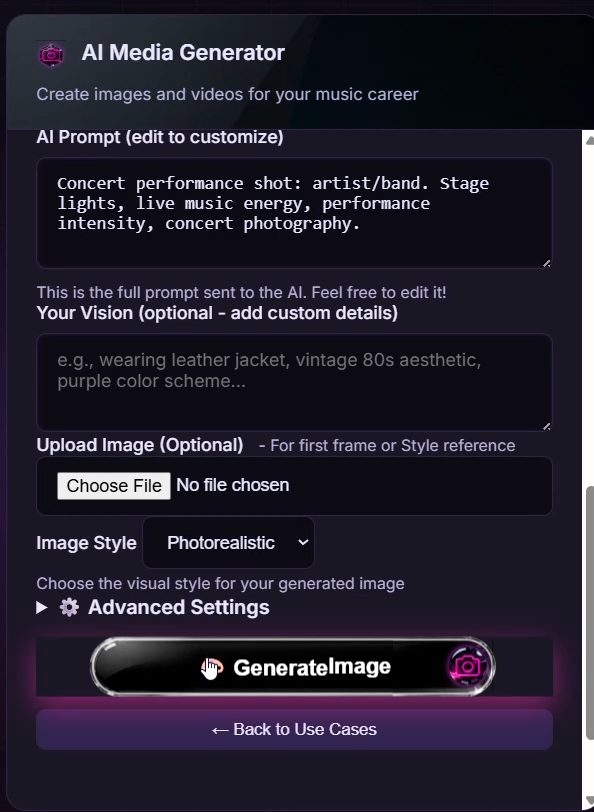 AI Media Generator
Create images and videos for your music career
AI Prompt (edit to customize)
Concert performance shot: artist/band. Stage
lights, live music energy, performance
intensity, concert photography.
This is the full prompt sent to the AI. Feel free to edit it!
Your Vision (optional - add custom details)
e.g., wearing leather jacket, vintage 80s aesthetic,
purple color scheme...
Upload Image (Optional) - For first frame or Style reference
Choose File No file chosen
Image Style Photorealistic
Choose the visual style for your generated image
▶ ⚙ Advanced Settings
GenerateImage
← Back to Use Cases